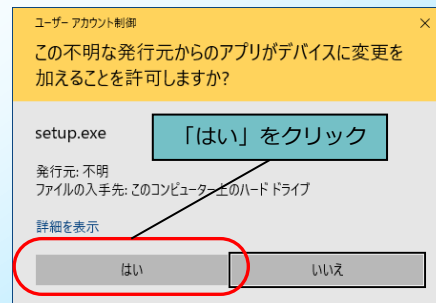 ユーザー アカウント制御
この不明な発行元からのアプリがデバイスに変更を
加えることを許可しますか?
setup.exe
「はい」をクリック
発行元: 不明
ファイルの入手先: このコンピューター上のハード ドライブ
詳細を表示
はい
いいえ